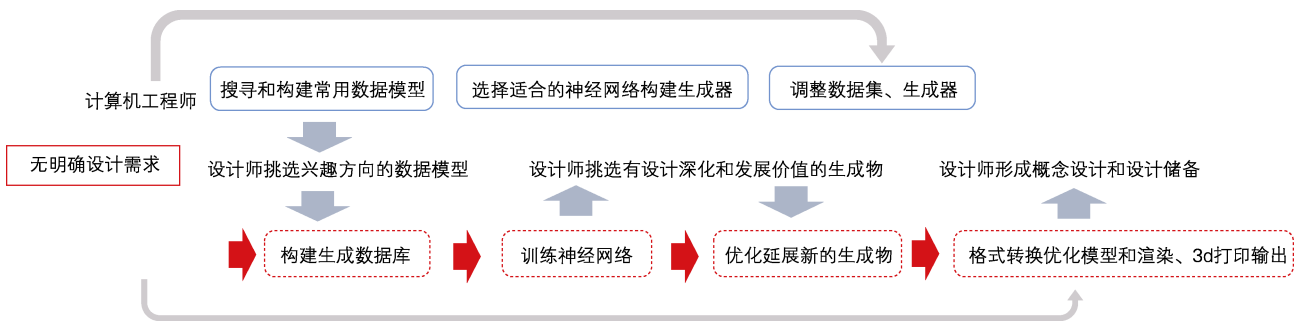 计算机工程师
搜寻和构建常用数据模型
选择适合的神经网络构建生成器
调整数据集、生成器
无明确设计需求
设计师挑选兴趣方向的数据模型
设计师挑选有设计深化和发展价值的生成物
设计师形成概念设计和设计储备
构建生成数据库
训练神经网络
优化延展新的生成物
格式转换优化模型和渲染、3d打印输出